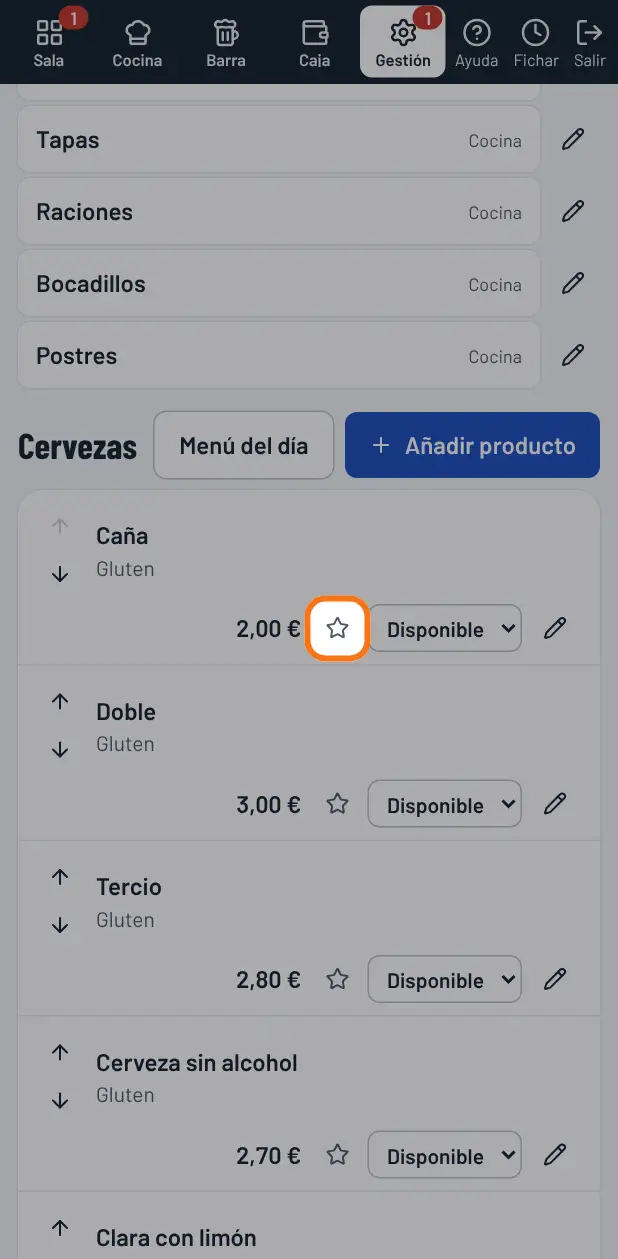 1
1
Sala
Cocina
Barra
Caja
Gestión
Ayuda
Fichar
Salir
Tapas
Cocina
Raciones
Cocina
Bocadillos
Cocina
Postres
Cocina
Cervezas
Menú del día
+ Añadir producto
Caña
Gluten
2,00 €
Disponible
Doble
Gluten
3,00 €
Disponible
Tercio
Gluten
2,80 €
Disponible
Cerveza sin alcohol
Gluten
2,70 €
Disponible
Clara con limón